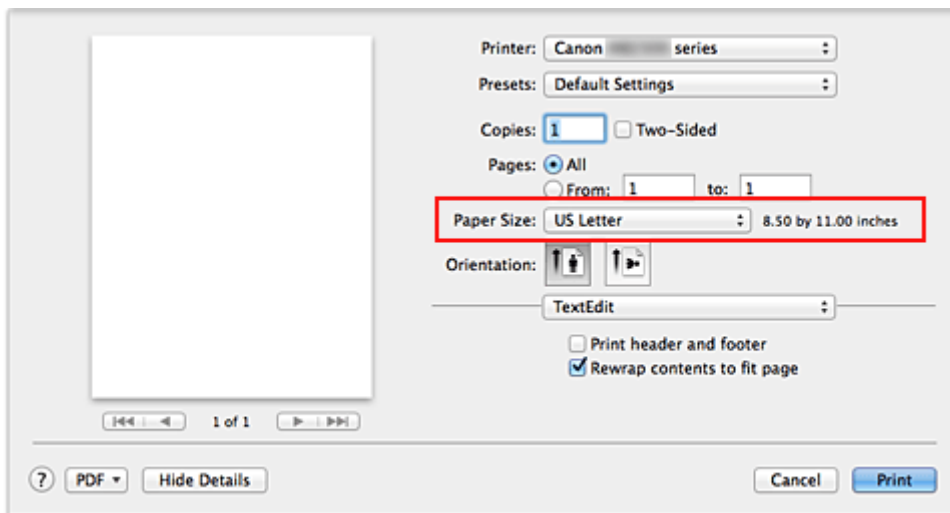 Printer: Canon series
Presets: Default Settings
Copies: 1 Two-Sided
Pages: All
From: 1 to: 1
Paper Size: US Letter 8.50 by 11.00 inches
Orientation:
TextEdit
Print header and footer
Rewrap contents to fit page
1 of 1
? PDF Hide Details Cancel Print